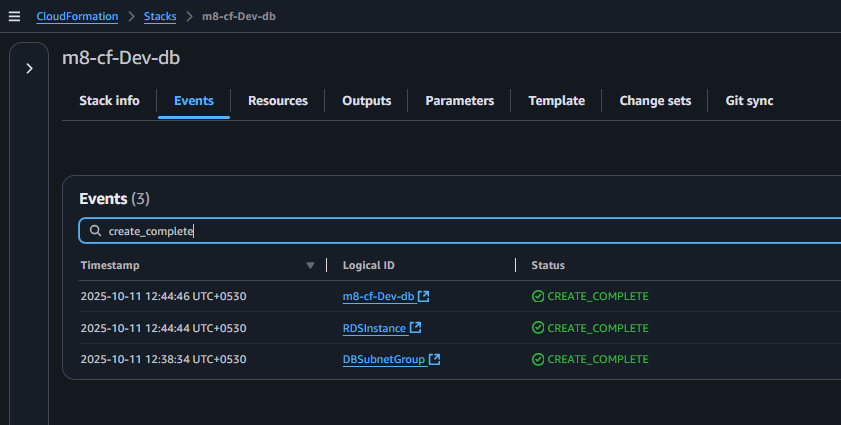 CloudFormation > Stacks > m8-cf-Dev-db
m8-cf-Dev-db
Stack info Events Resources Outputs Parameters Template Change sets Git sync
Events (3)
create_complete
Timestamp Logical ID Status
2025-10-11 12:44:46 UTC+0530 m8-cf-Dev-db CREATE_COMPLETE
2025-10-11 12:44:44 UTC+0530 RDSInstance CREATE_COMPLETE
2025-10-11 12:38:34 UTC+0530 DBSubnetGroup CREATE_COMPLETE